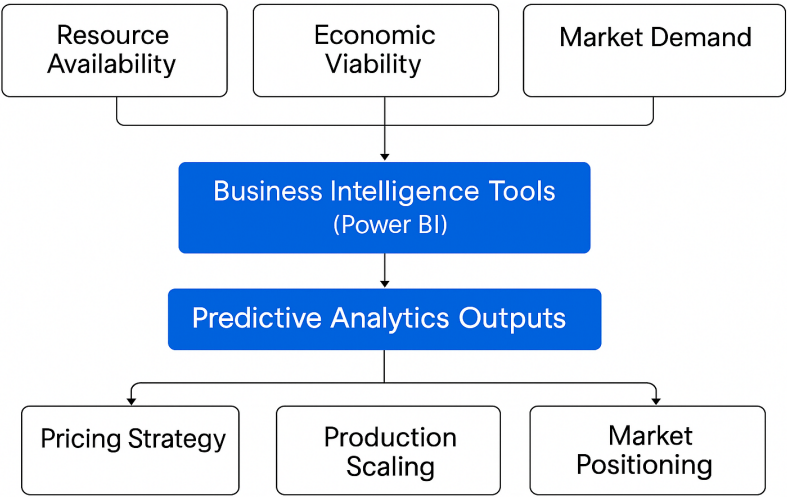 Resource
Availability
Economic
Viability
Market Demand
Business Intelligence Tools
(Power BI)
Predictive Analytics Outputs
Pricing Strategy
Production
Scaling
Market
Positioning